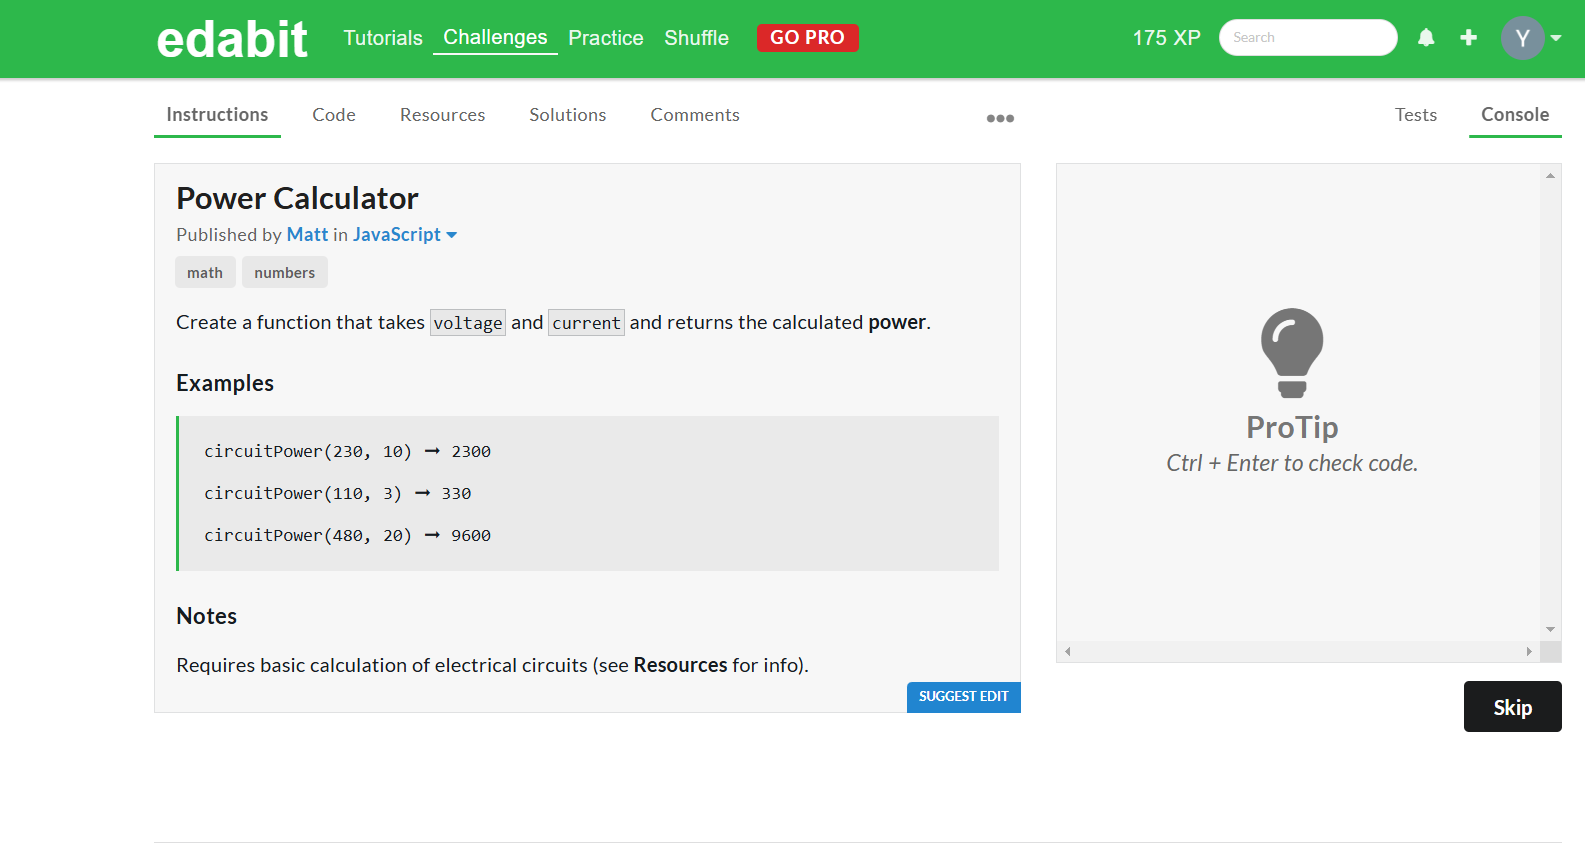 edabit Tutorials Challenges Practice Shuffle GO PRO 175 XP Search Y
Instructions Code Resources Solutions Comments Tests Console
Power Calculator
Published by Matt in JavaScript
math numbers
Create a function that takes voltage and current and returns the calculated power.
Examples
circuitPower(230, 10) ➞ 2300
circuitPower(110, 3) ➞ 330
circuitPower(480, 20) ➞ 9600
Notes
Requires basic calculation of electrical circuits (see Resources for info).
SUGGEST EDIT
ProTip
Ctrl + Enter to check code.
Skip